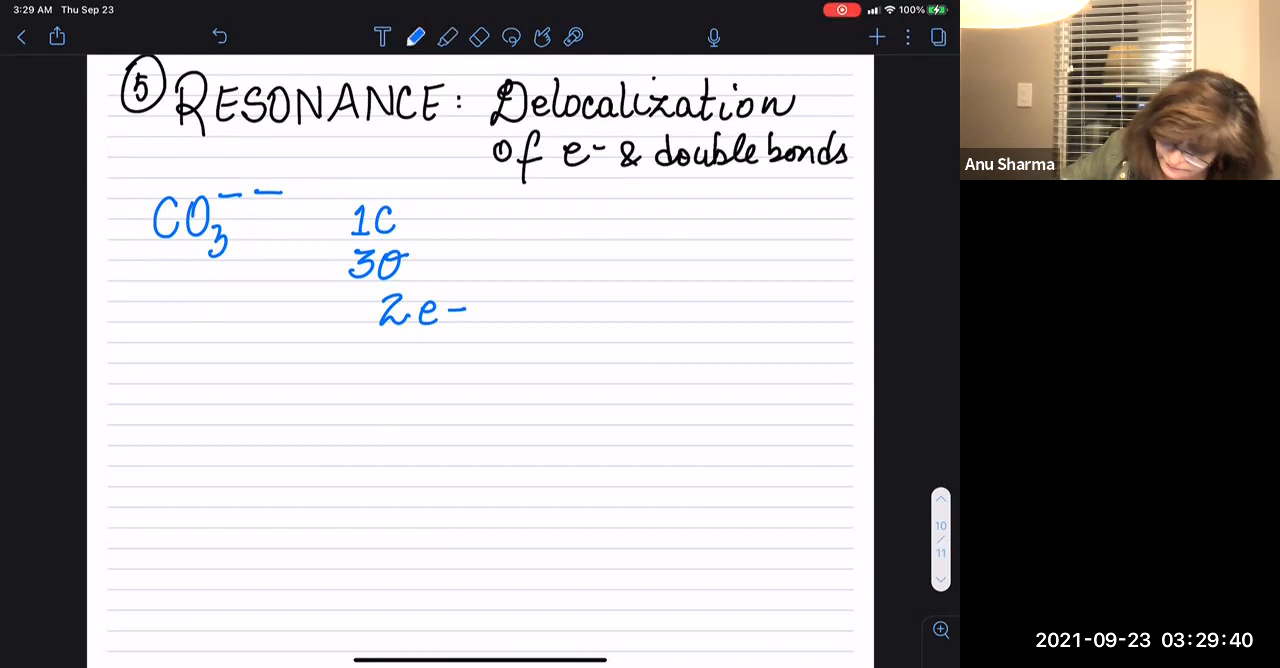 3:29 AM Thu Sep 23
100%
⑤ RESONANCE: Delocalization
of e- & double bonds
CO₃⁻⁻
1C
3O
2e-
Anu Sharma
10
/
11
2021-09-23 03:29:40